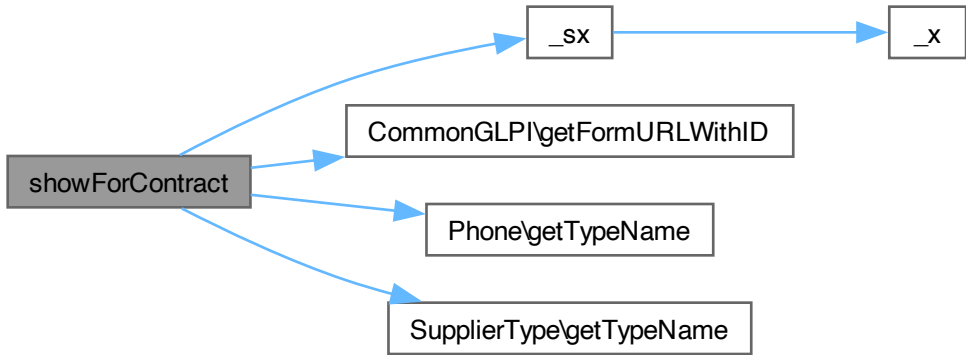 _sx
_x
CommonGLPI\getFormURLWithID
showForContract
Phone\getTypeName
SupplierType\getTypeName